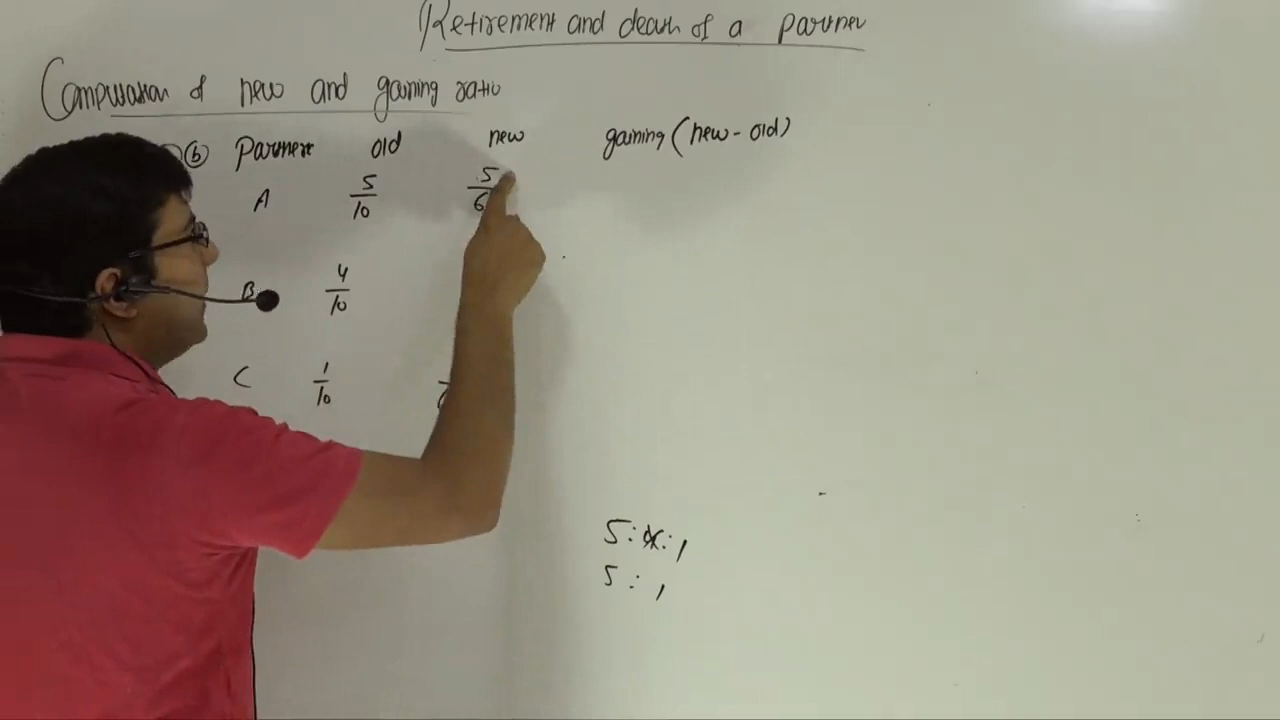 Retirement and death of a partner
Computation of new and gaining ratio
(b) Partners old new gaining (new - old)
A 5/10 5/6
B 4/10
C 1/10
5:4:1
5:1